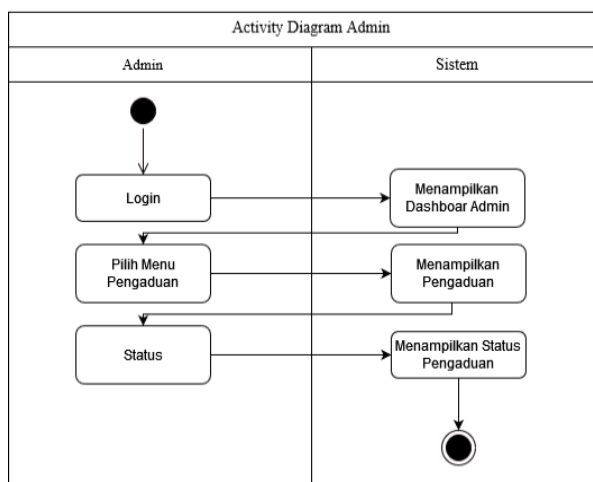 Activity Diagram Admin
Admin
Sistem
Login
Menampilkan
Dashboar Admin
Pilih Menu
Pengaduan
Menampilkan
Pengaduan
Status
Menampilkan Status
Pengaduan